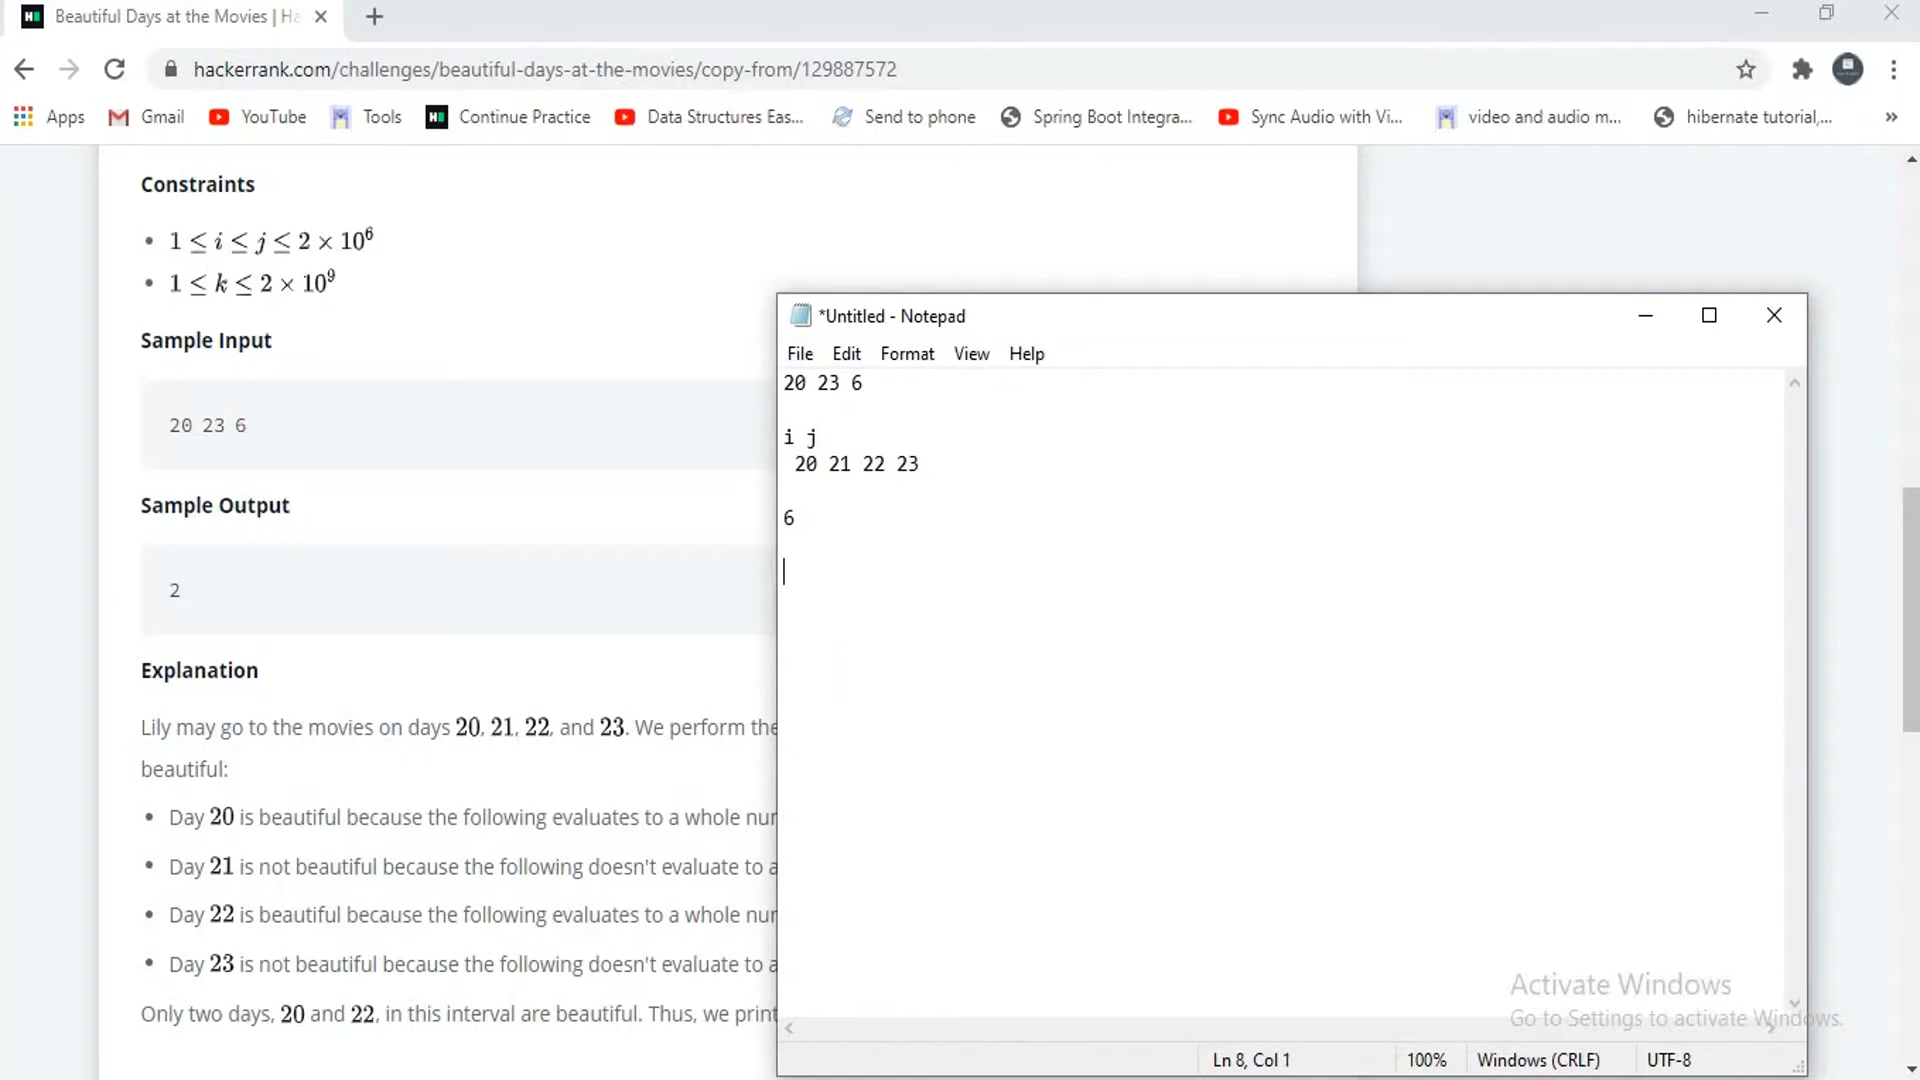 Beautiful Days at the Movies | Ha
hackerrank.com/challenges/beautiful-days-at-the-movies/copy-from/129887572
Apps Gmail YouTube Tools Continue Practice Data Structures Eas... Send to phone Spring Boot Integra... Sync Audio with Vi... video and audio m... hibernate tutorial,... »
Constraints
• 1 ≤ i ≤ j ≤ 2 × 10⁶
• 1 ≤ k ≤ 2 × 10⁹
Sample Input
20 23 6
Sample Output
2
Explanation
Lily may go to the movies on days 20, 21, 22, and 23. We perform the
beautiful:
• Day 20 is beautiful because the following evaluates to a whole nur
• Day 21 is not beautiful because the following doesn't evaluate to a
• Day 22 is beautiful because the following evaluates to a whole nur
• Day 23 is not beautiful because the following doesn't evaluate to a
Only two days, 20 and 22, in this interval are beautiful. Thus, we print
*Untitled - Notepad
File Edit Format View Help
20 23 6
i j
20 21 22 23
6
Activate Windows
Go to Settings to activate Windows.
Ln 8, Col 1 100% Windows (CRLF) UTF-8